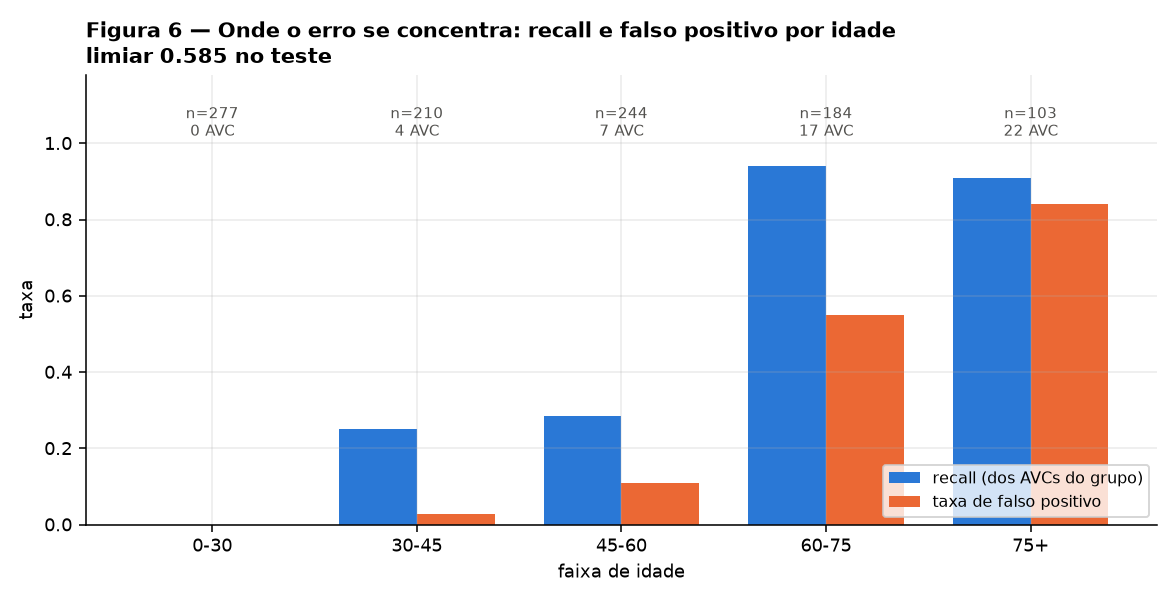 Figura 6 — Onde o erro se concentra: recall e falso positivo por idade
limiar 0.585 no teste
n=277
0 AVC
n=210
4 AVC
n=244
7 AVC
n=184
17 AVC
n=103
22 AVC
1.0
0.8
0.6
0.4
0.2
0.0
taxa
recall (dos AVCs do grupo)
taxa de falso positivo
0-30
30-45
45-60
60-75
75+
faixa de idade